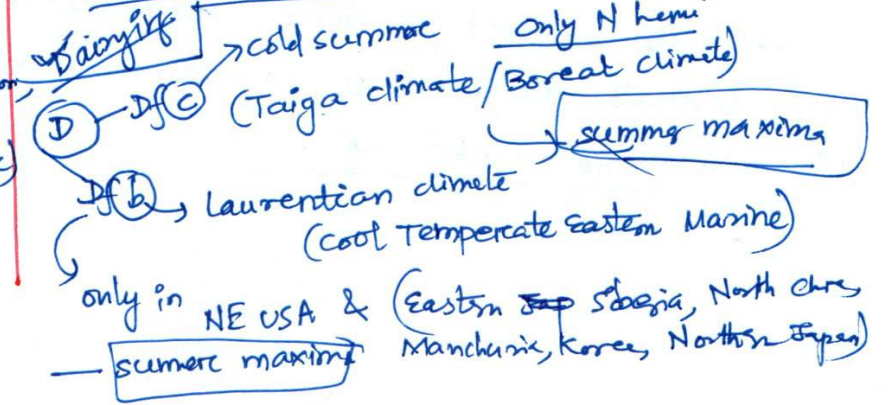 Dairying
cold summer Only N hemi
D Dfc (Taiga climate / Boreal climate)
summer maxima
Dfb Laurentian climate
(Cool Temperate Eastern Marine)
only in NE USA & (Eastern Siberia, North China,
Manchuria, Korea, Northern Japan)
— summer maxima